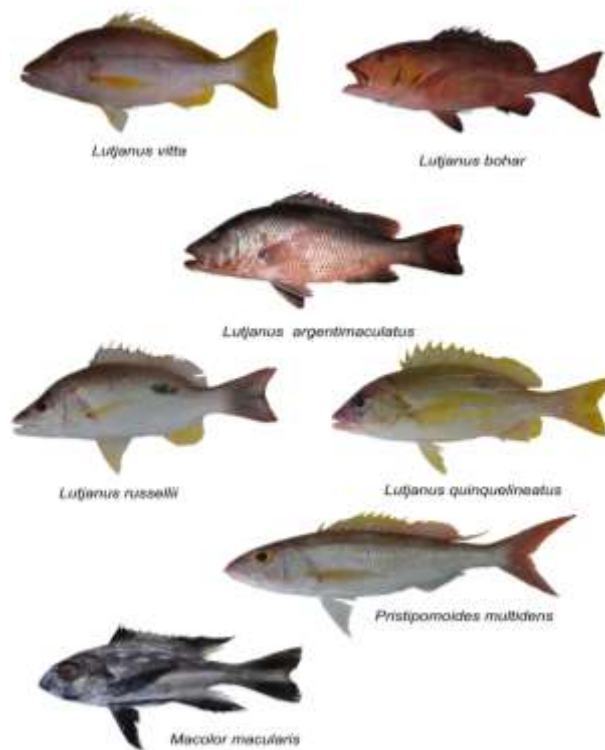 Lutjanus vitta
Lutjanus bohar
Lutjanus argentimaculatus
Lutjanus russellii
Lutjanus quinquelineatus
Pristipomoides multidens
Macolor macularis